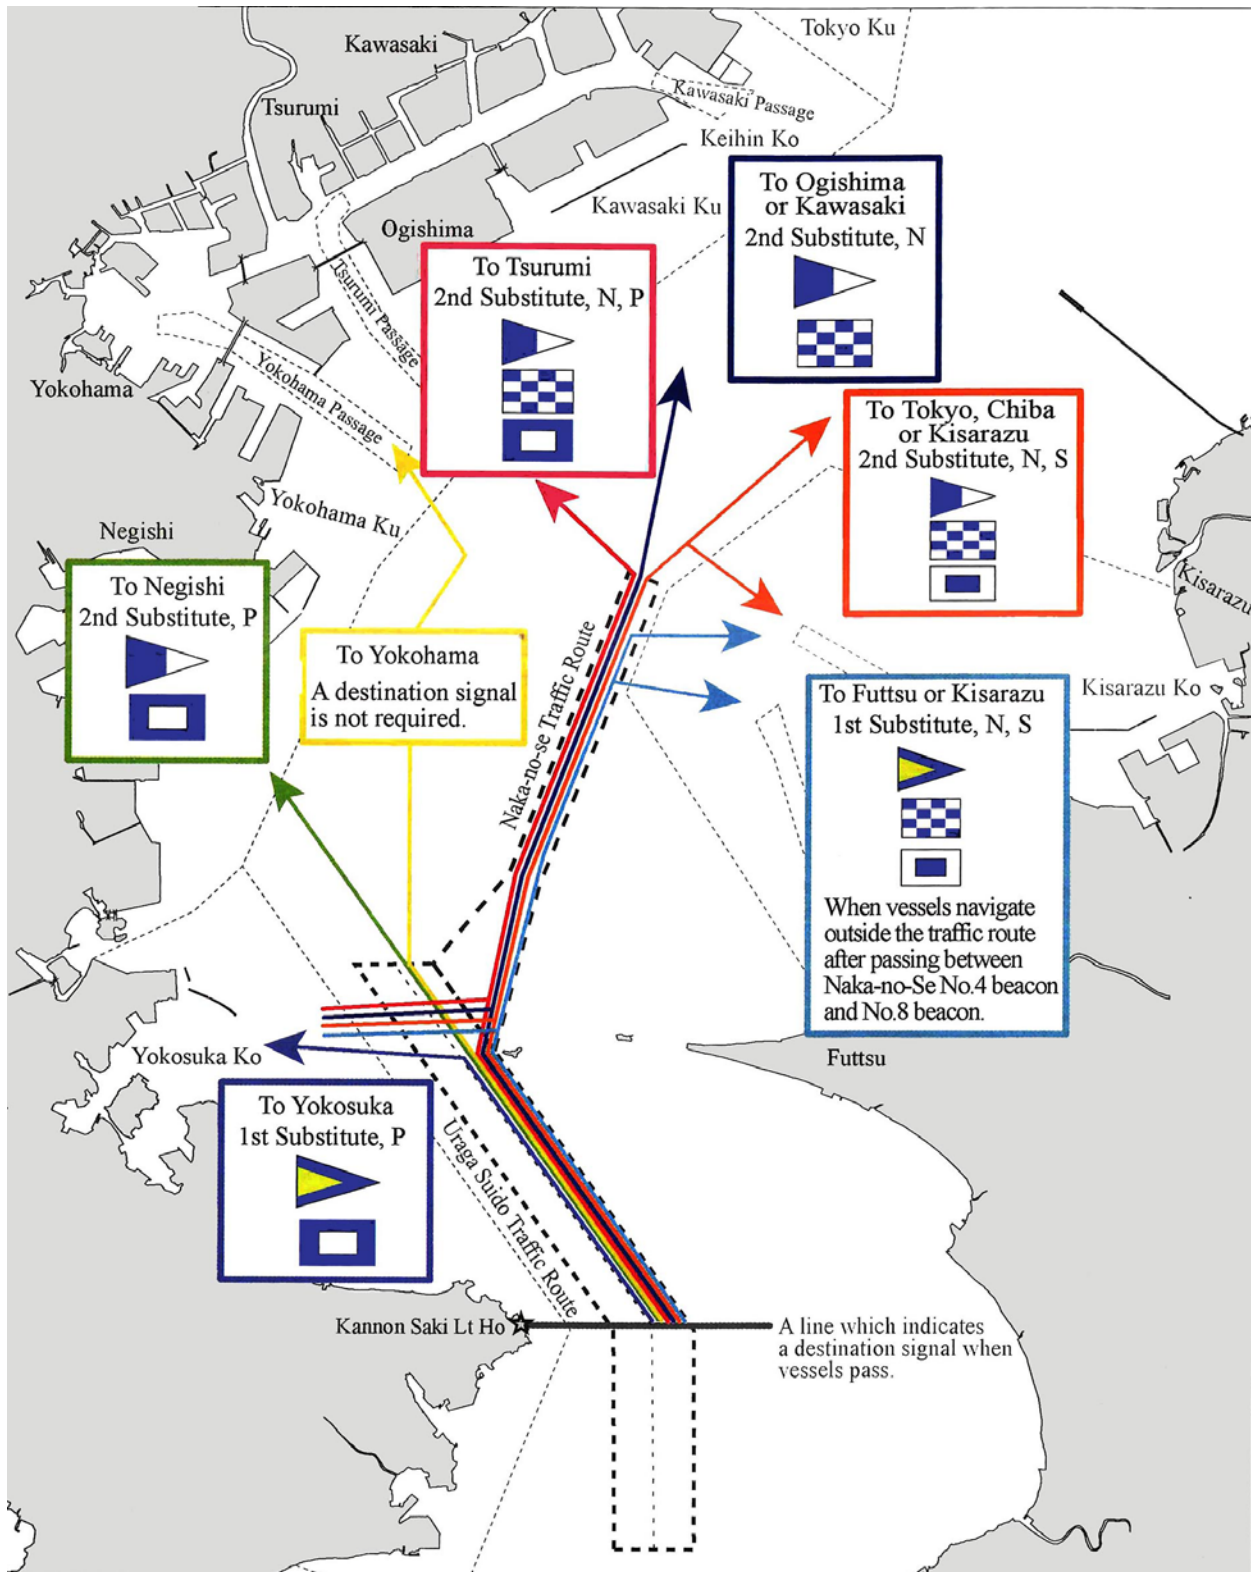 Tokyo Ku
Kawasaki
Kawasaki Passage
Tsurumi
Keihin Ko
To Ogishima
or Kawasaki
2nd Substitute, N
Kawasaki Ku
Ogishima
To Tsurumi
2nd Substitute, N, P
Tsurumi Passage
Yokohama
Yokohama Passage
To Tokyo, Chiba
or Kisarazu
2nd Substitute, N, S
Yokohama Ku
Negishi
To Negishi
2nd Substitute, P
Kisarazu
To Yokohama
A destination signal
is not required.
Naka-no-se Traffic Route
Kisarazu Ko
To Futtsu or Kisarazu
1st Substitute, N, S
When vessels navigate
outside the traffic route
after passing between
Naka-no-Se No.4 beacon
and No.8 beacon.
Yokosuka Ko
Futtsu
To Yokosuka
1st Substitute, P
Uraga Suido Traffic Route
Kannon Saki Lt Ho
A line which indicates
a destination signal when
vessels pass.